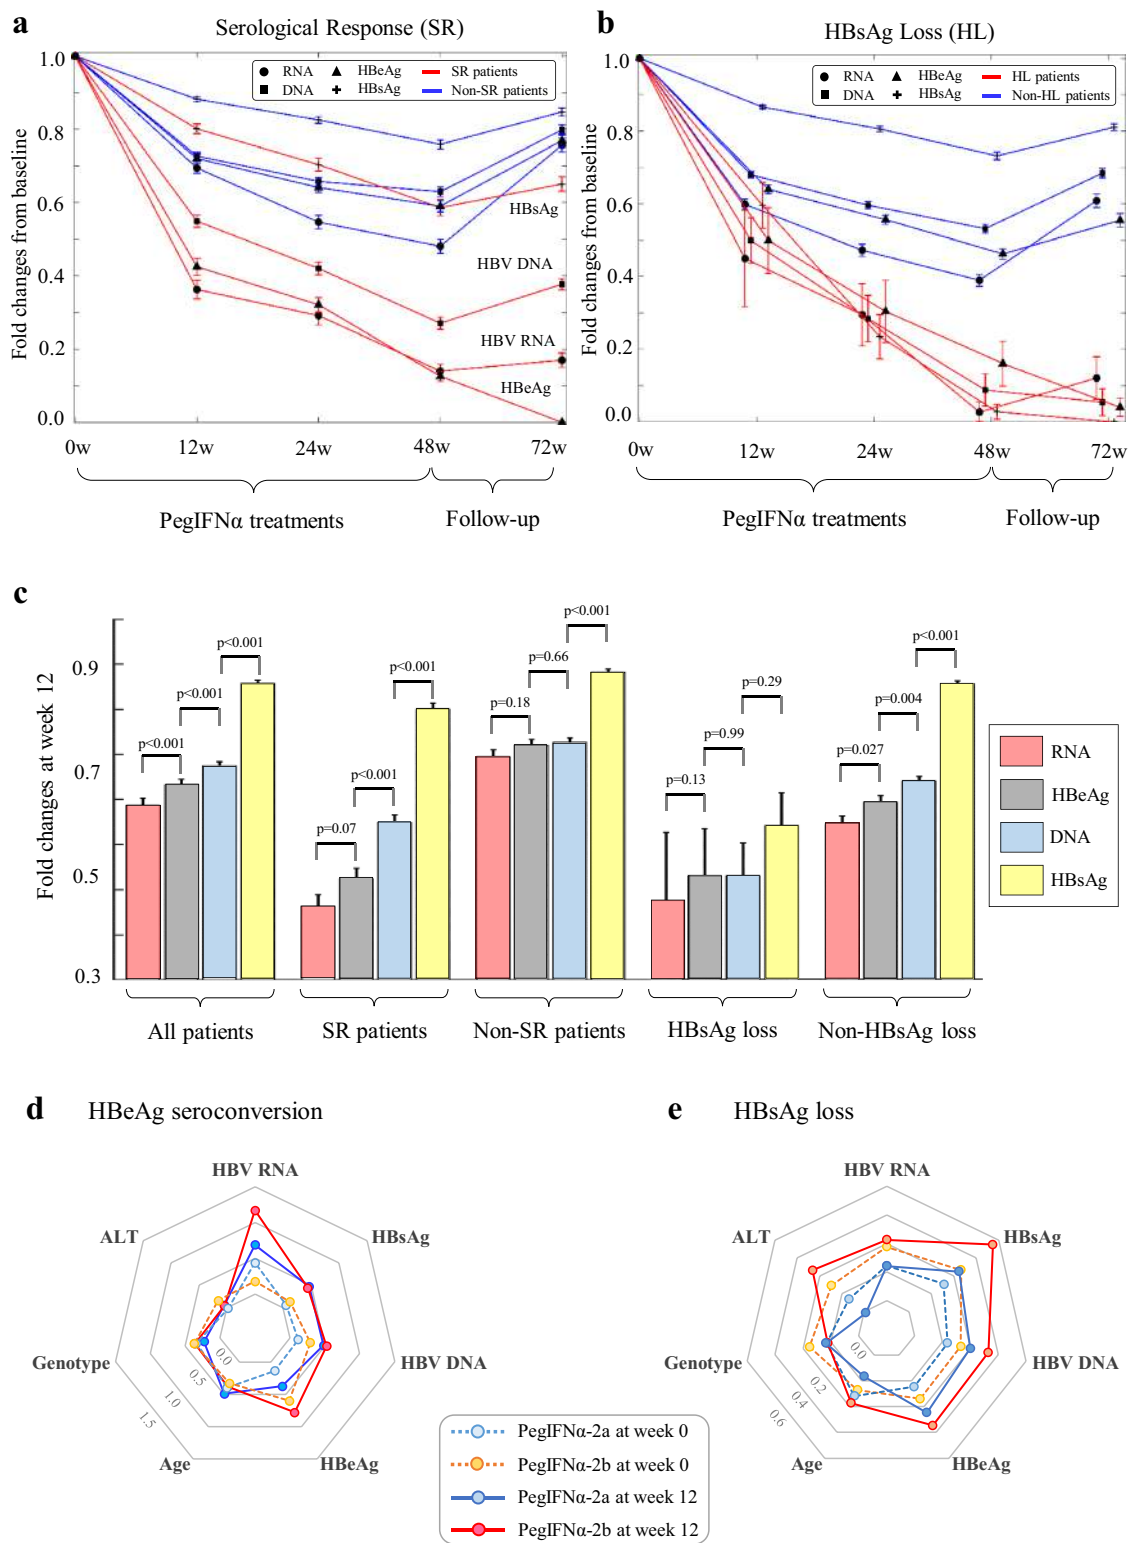 a
Serological Response (SR)
1.0
0.8
0.6
0.4
0.2
0.0
Fold changes from baseline
RNA
DNA
HBeAg
HBsAg
SR patients
Non-SR patients
HBsAg
HBV DNA
HBV RNA
HBeAg
0w
12w
24w
48w
72w
PegIFNα treatments
Follow-up
b
HBsAg Loss (HL)
1.0
0.8
0.6
0.4
0.2
0.0
Fold changes from baseline
RNA
DNA
HBeAg
HBsAg
HL patients
Non-HL patients
0w
12w
24w
48w
72w
PegIFNα treatments
Follow-up
c
Fold changes at week 12
0.9
0.7
0.5
0.3
p<0.001
p<0.001
p<0.001
p=0.07
p<0.001
p<0.001
p=0.18
p=0.66
p<0.001
p=0.13
p=0.99
p=0.29
p=0.027
p=0.004
p<0.001
All patients
SR patients
Non-SR patients
HBsAg loss
Non-HBsAg loss
RNA
HBeAg
DNA
HBsAg
d
HBeAg seroconversion
HBV RNA
HBsAg
HBV DNA
HBeAg
Age
Genotype
ALT
0.0
0.5
1.0
1.5
e
HBsAg loss
HBV RNA
HBsAg
HBV DNA
HBeAg
Age
Genotype
ALT
0.0
0.2
0.4
0.6
PegIFNα-2a at week 0
PegIFNα-2b at week 0
PegIFNα-2a at week 12
PegIFNα-2b at week 12